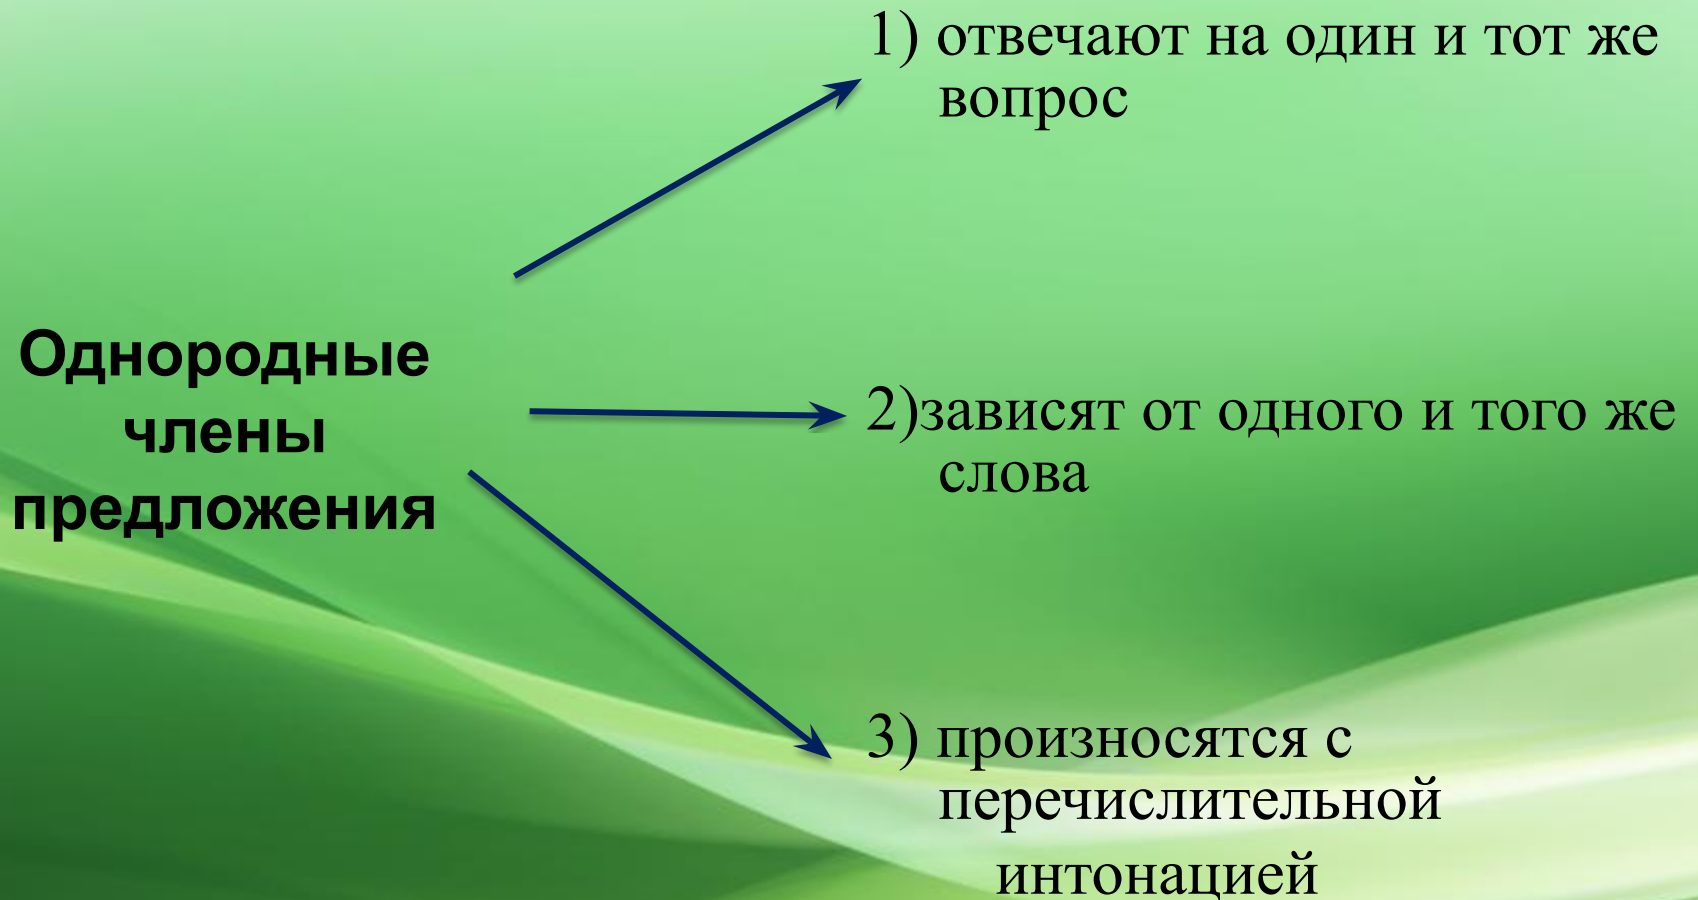 Однородные
члены
предложения
1) отвечают на один и тот же
вопрос
2)зависят от одного и того же
слова
3) произносятся с
перечислительной
интонацией